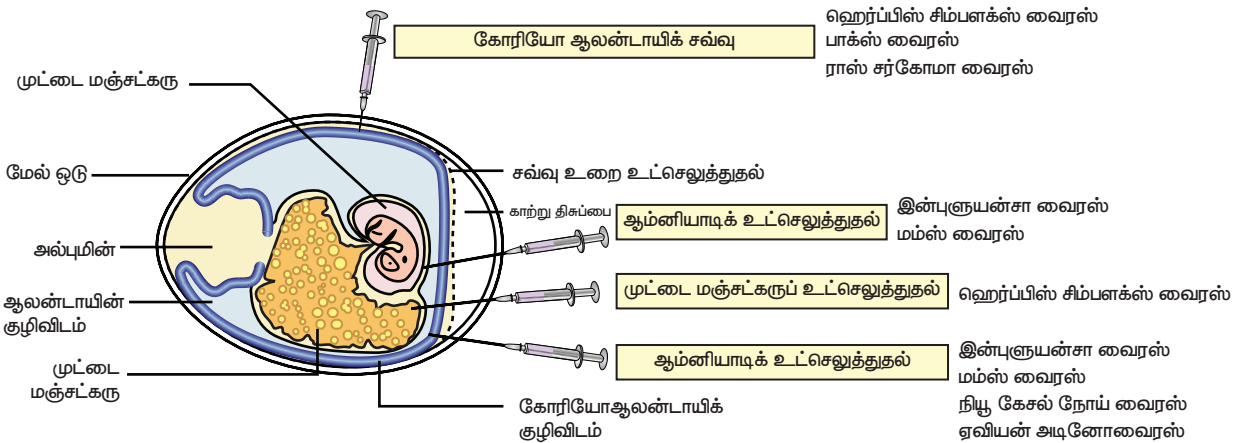 ஹெர்ப்பிஸ் சிம்பளக்ஸ் வைரஸ்
கோரியோ ஆலன்டாயிக் சவ்வு
பாக்ஸ் வைரஸ்
ராஸ் சர்கோமா வைரஸ்
முட்டை மஞ்சட்கரு
மேல் ஒடு
சவ்வு உறை உட்செலுத்துதல்
காற்று திசுப்பை
ஆம்னியாடிக் உட்செலுத்துதல்
இன்புளுயன்சா வைரஸ்
மம்ஸ் வைரஸ்
அல்புமின்
முட்டை மஞ்சட்கருப் உட்செலுத்துதல்
ஹெர்ப்பிஸ் சிம்பளக்ஸ் வைரஸ்
ஆலன்டாயின்
குழிவிடம்
ஆம்னியாடிக் உட்செலுத்துதல்
இன்புளுயன்சா வைரஸ்
மம்ஸ் வைரஸ்
நியூ கேசல் நோய் வைரஸ்
ஏவியன் அடினோவைரஸ்
முட்டை
மஞ்சட்கரு
கோரியோஆலன்டாயிக்
குழிவிடம்